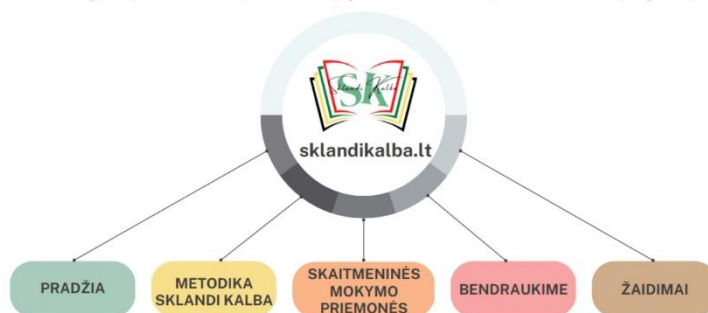 SK
Sklandi Kalba
sklandikalba.lt
PRADŽIA
METODIKA
SKLANDI KALBA
SKAITMENINĖS
MOKYMO
PRIEMONĖS
BENDRAUKIME
ŽAIDIMAI